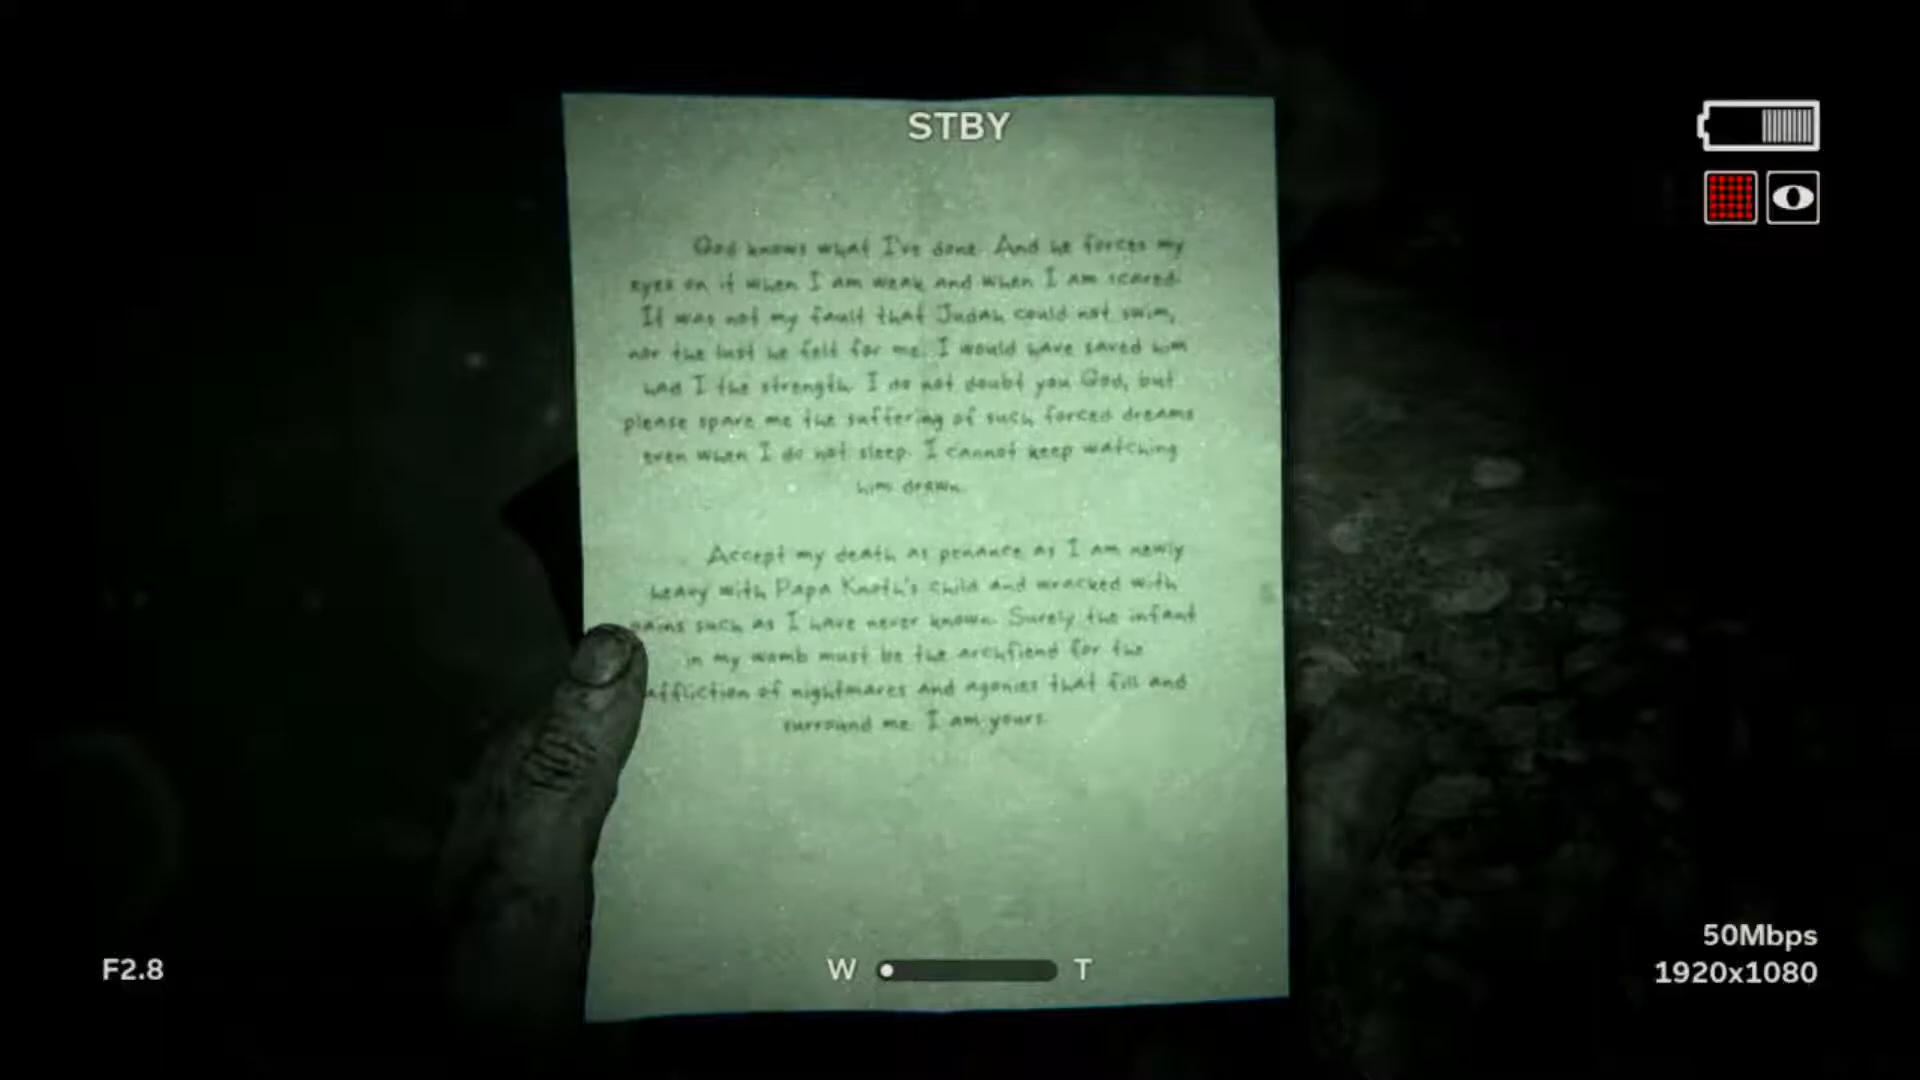 STBY
God knows what I've done. And he forces my
eyes on it when I am weak and when I am scared.
It was not my fault that Judah could not swim,
nor the lust he felt for me. I would have saved him
had I the strength. I do not doubt you God, but
please spare me the suffering of such forced dreams
even when I do not sleep. I cannot keep watching
him drown.
Accept my death as penance as I am newly
heavy with Papa Knoth's child and wracked with
pains such as I have never known. Surely the infant
in my womb must be the archfiend for the
affliction of nightmares and agonies that fill and
surround me. I am yours.
50Mbps
F2.8
W T
1920x1080